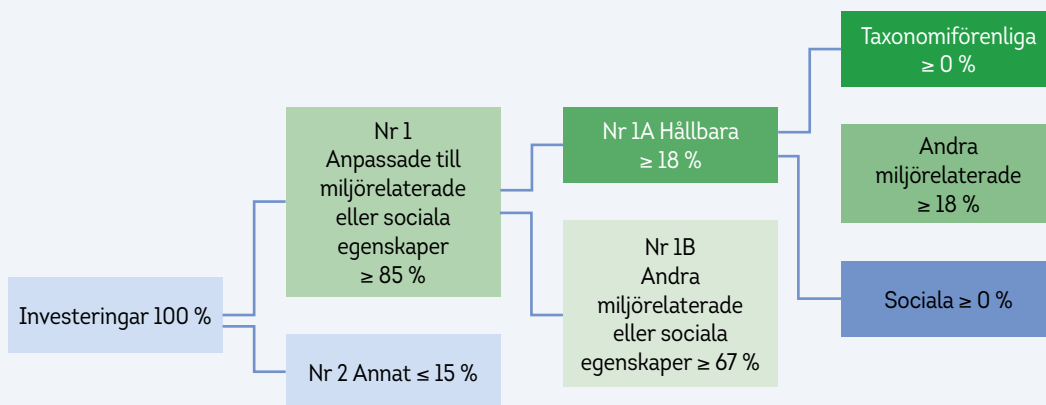 Investeringar 100 %
Nr 1
Anpassade till
miljörelaterade
eller sociala
egenskaper
≥ 85 %
Nr 2 Annat ≤ 15 %
Nr 1A Hållbara
≥ 18 %
Nr 1B
Andra
miljörelaterade
eller sociala
egenskaper ≥ 67 %
Taxonomiförenliga
≥ 0 %
Andra
miljörelaterade
≥ 18 %
Sociala ≥ 0 %